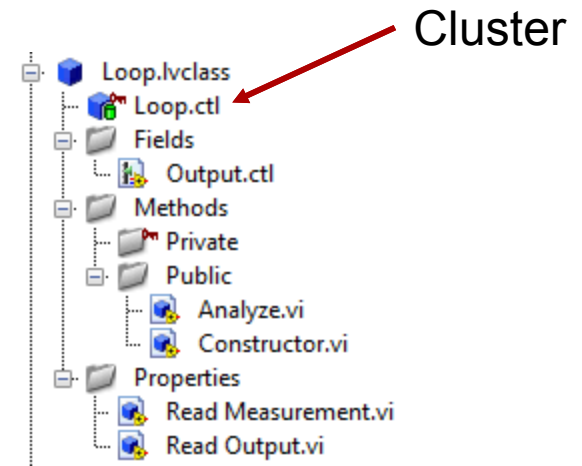 Cluster
Loop.lvclass
Loop.ctl
Fields
Output.ctl
Methods
Private
Public
Analyze.vi
Constructor.vi
Properties
Read Measurement.vi
Read Output.vi